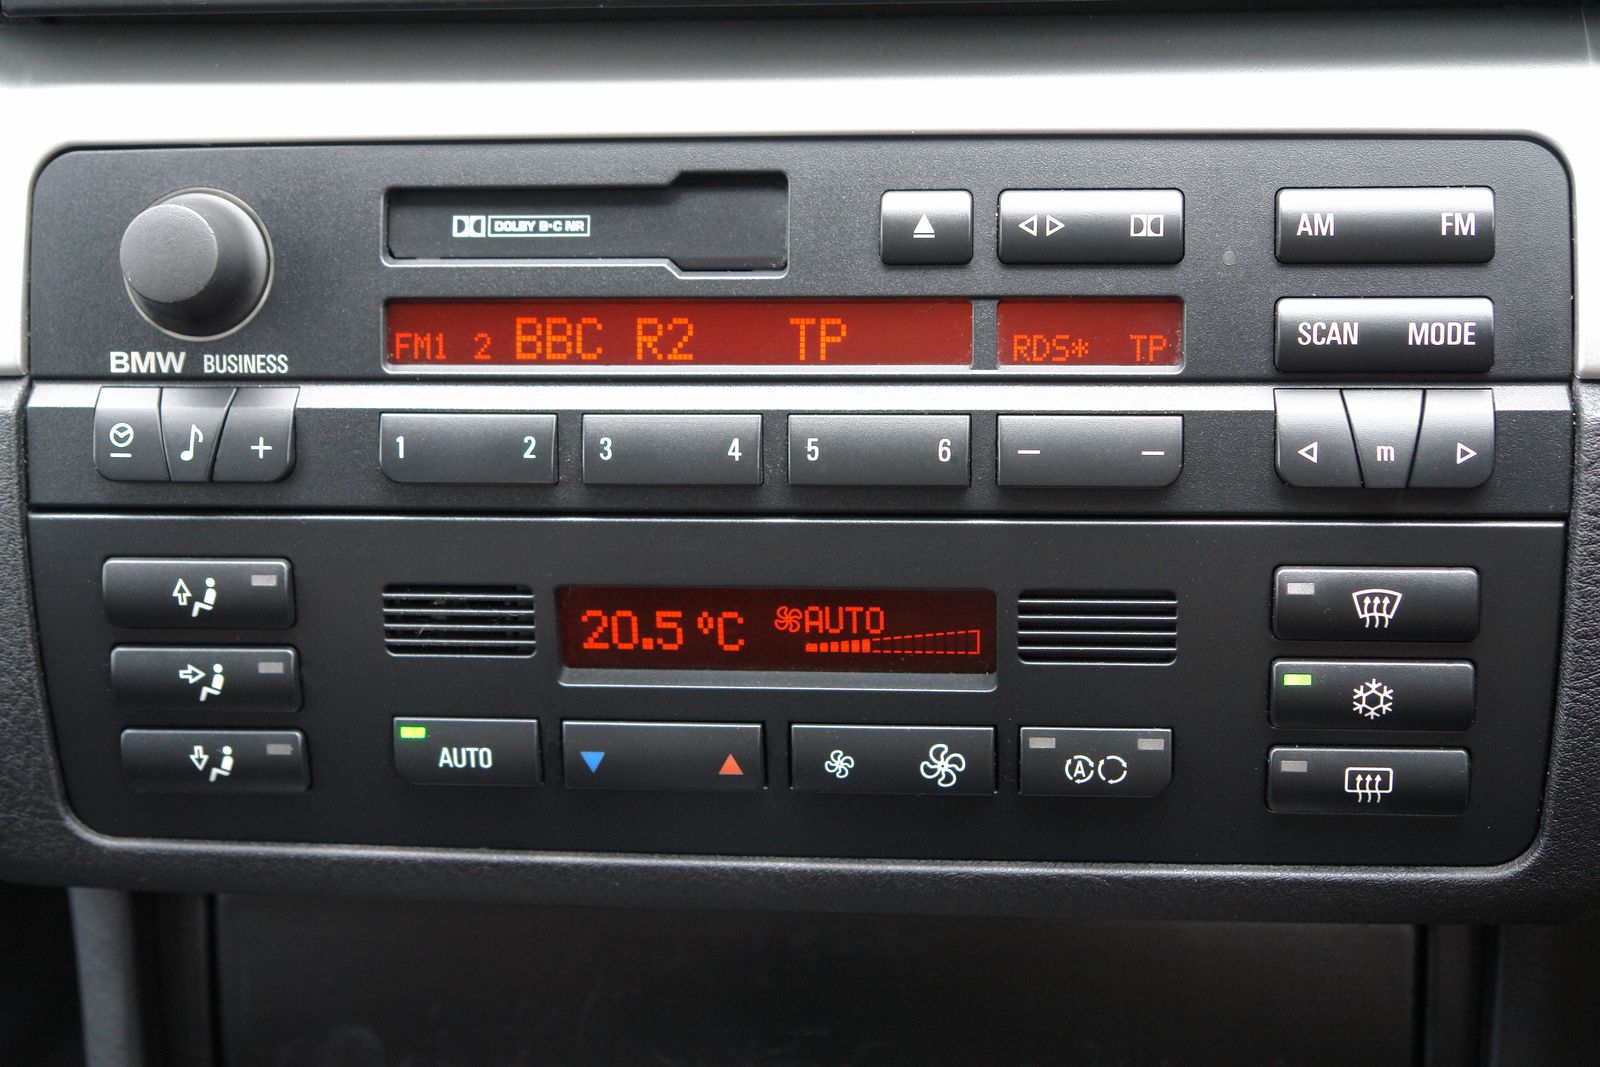 DOLBY B·C NR
AM FM
FM1 2 BBC R2 TP
RDS* TP
SCAN MODE
BMW BUSINESS
+ 1 2 3 4 5 6 — — m
20.5 °C AUTO
AUTO
A